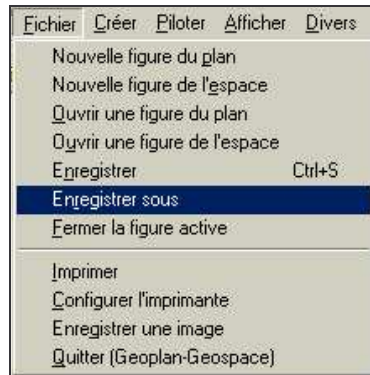 Fichier Créer Piloter Afficher Divers
Nouvelle figure du plan
Nouvelle figure de l'espace
Ouvrir une figure du plan
Ouvrir une figure de l'espace
Enregistrer Ctrl+S
Enregistrer sous
Fermer la figure active
Imprimer
Configurer l'imprimante
Enregistrer une image
Quitter (Geoplan-Geospace)